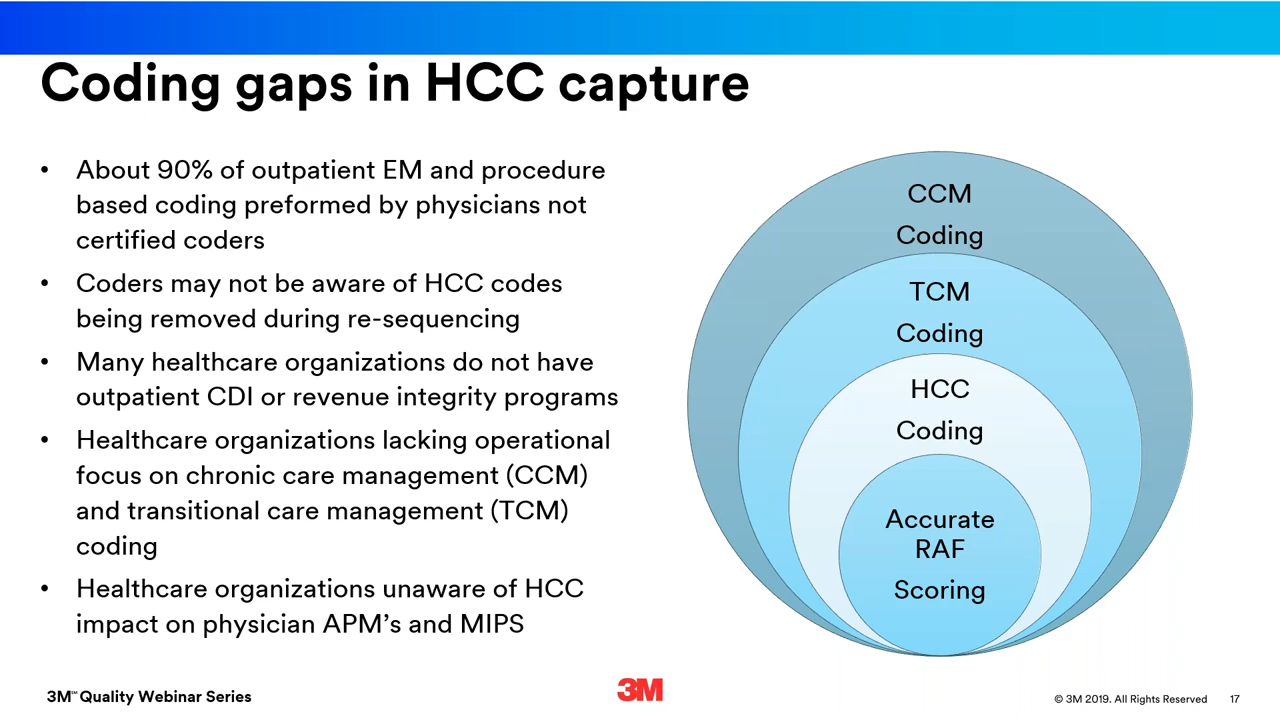 Coding gaps in HCC capture
• About 90% of outpatient EM and procedure
based coding preformed by physicians not
certified coders
• Coders may not be aware of HCC codes
being removed during re-sequencing
• Many healthcare organizations do not have
outpatient CDI or revenue integrity programs
• Healthcare organizations lacking operational
focus on chronic care management (CCM)
and transitional care management (TCM)
coding
• Healthcare organizations unaware of HCC
impact on physician APM’s and MIPS
CCM
Coding
TCM
Coding
HCC
Coding
Accurate
RAF
Scoring
3M℠ Quality Webinar Series
3M
© 3M 2019. All Rights Reserved
17